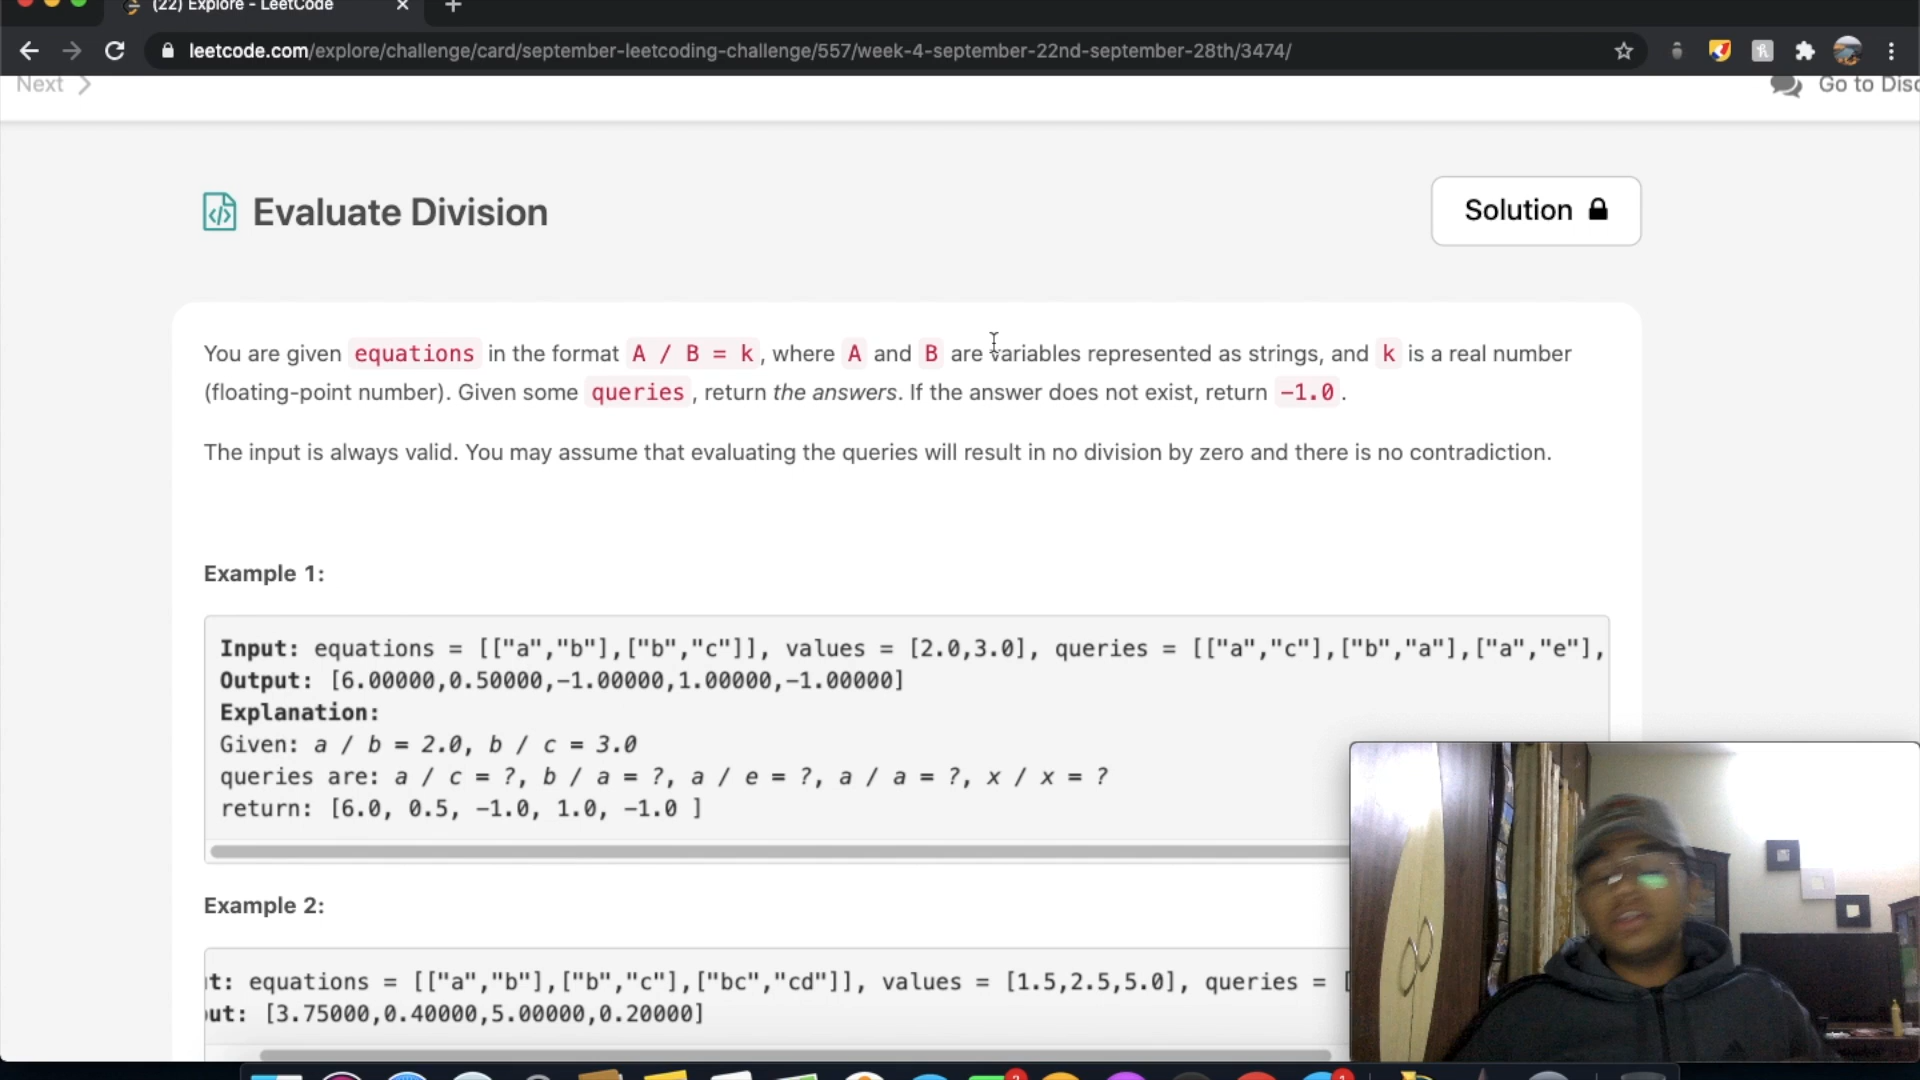 (22) Explore - LeetCode
leetcode.com/explore/challenge/card/september-leetcoding-challenge/557/week-4-september-22nd-september-28th/3474/
Next
Go to Disc
Evaluate Division
Solution
You are given equations in the format A / B = k, where A and B are variables represented as strings, and k is a real number
(floating-point number). Given some queries, return the answers. If the answer does not exist, return -1.0.
The input is always valid. You may assume that evaluating the queries will result in no division by zero and there is no contradiction.
Example 1:
Input: equations = [["a","b"],["b","c"]], values = [2.0,3.0], queries = [["a","c"],["b","a"],["a","e"],
Output: [6.00000,0.50000,-1.00000,1.00000,-1.00000]
Explanation:
Given: a / b = 2.0, b / c = 3.0
queries are: a / c = ?, b / a = ?, a / e = ?, a / a = ?, x / x = ?
return: [6.0, 0.5, -1.0, 1.0, -1.0 ]
Example 2:
t: equations = [["a","b"],["b","c"],["bc","cd"]], values = [1.5,2.5,5.0], queries = [
ut: [3.75000,0.40000,5.00000,0.20000]